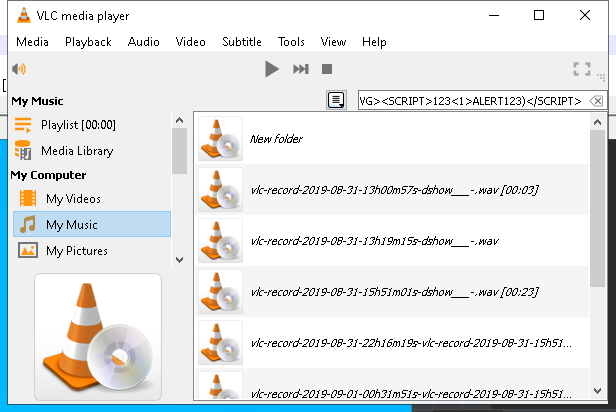 VLC media player
Media Playback Audio Video Subtitle Tools View Help
My Music
VG><SCRIPT>123<1>ALERT123)</SCRIPT>
Playlist [00:00]
Media Library
My Computer
My Videos
My Music
My Pictures
New folder
vlc-record-2019-08-31-13h00m57s-dshow___-.wav [00:03]
vlc-record-2019-08-31-13h19m15s-dshow___-.wav
vlc-record-2019-08-31-15h51m01s-dshow___-.wav [00:23]
vlc-record-2019-08-31-22h16m19s-vlc-record-2019-08-31-15h51...
vlc-record-2019-09-01-00h31m51s-vlc-record-2019-08-31-15h51...